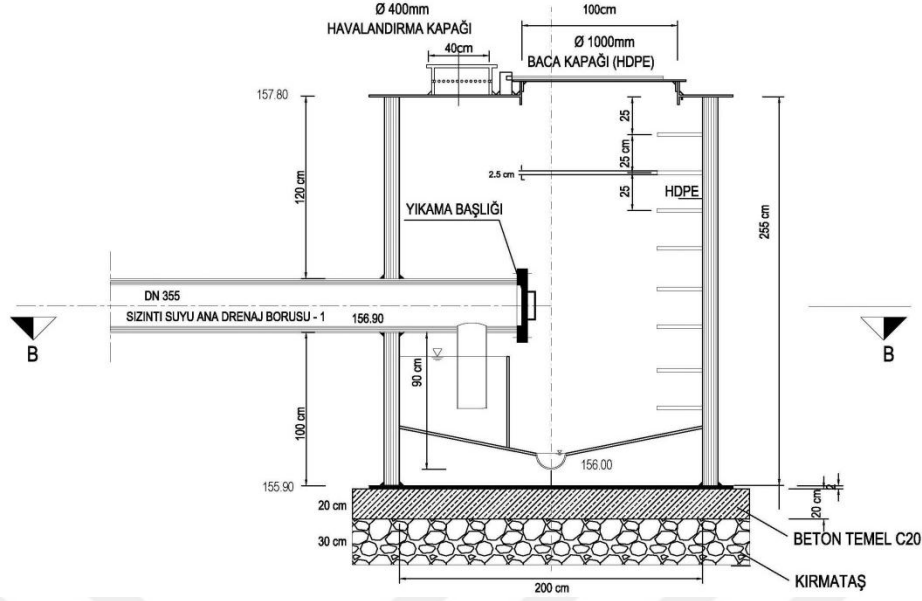 Ø 400mm
HAVALANDIRMA KAPAĞI
40cm
100cm
Ø 1000mm
BACA KAPAĞI (HDPE)
157.80
25
25 cm
2.5 cm
25
HDPE
120 cm
YIKAMA BAŞLIĞI
255 cm
DN 355
SIZINTI SUYU ANA DRENAJ BORUSU - 1
156.90
B
B
90 cm
100 cm
156.00
155.90
2
20 cm
20 cm
BETON TEMEL C20
30 cm
KIRMATAŞ
200 cm